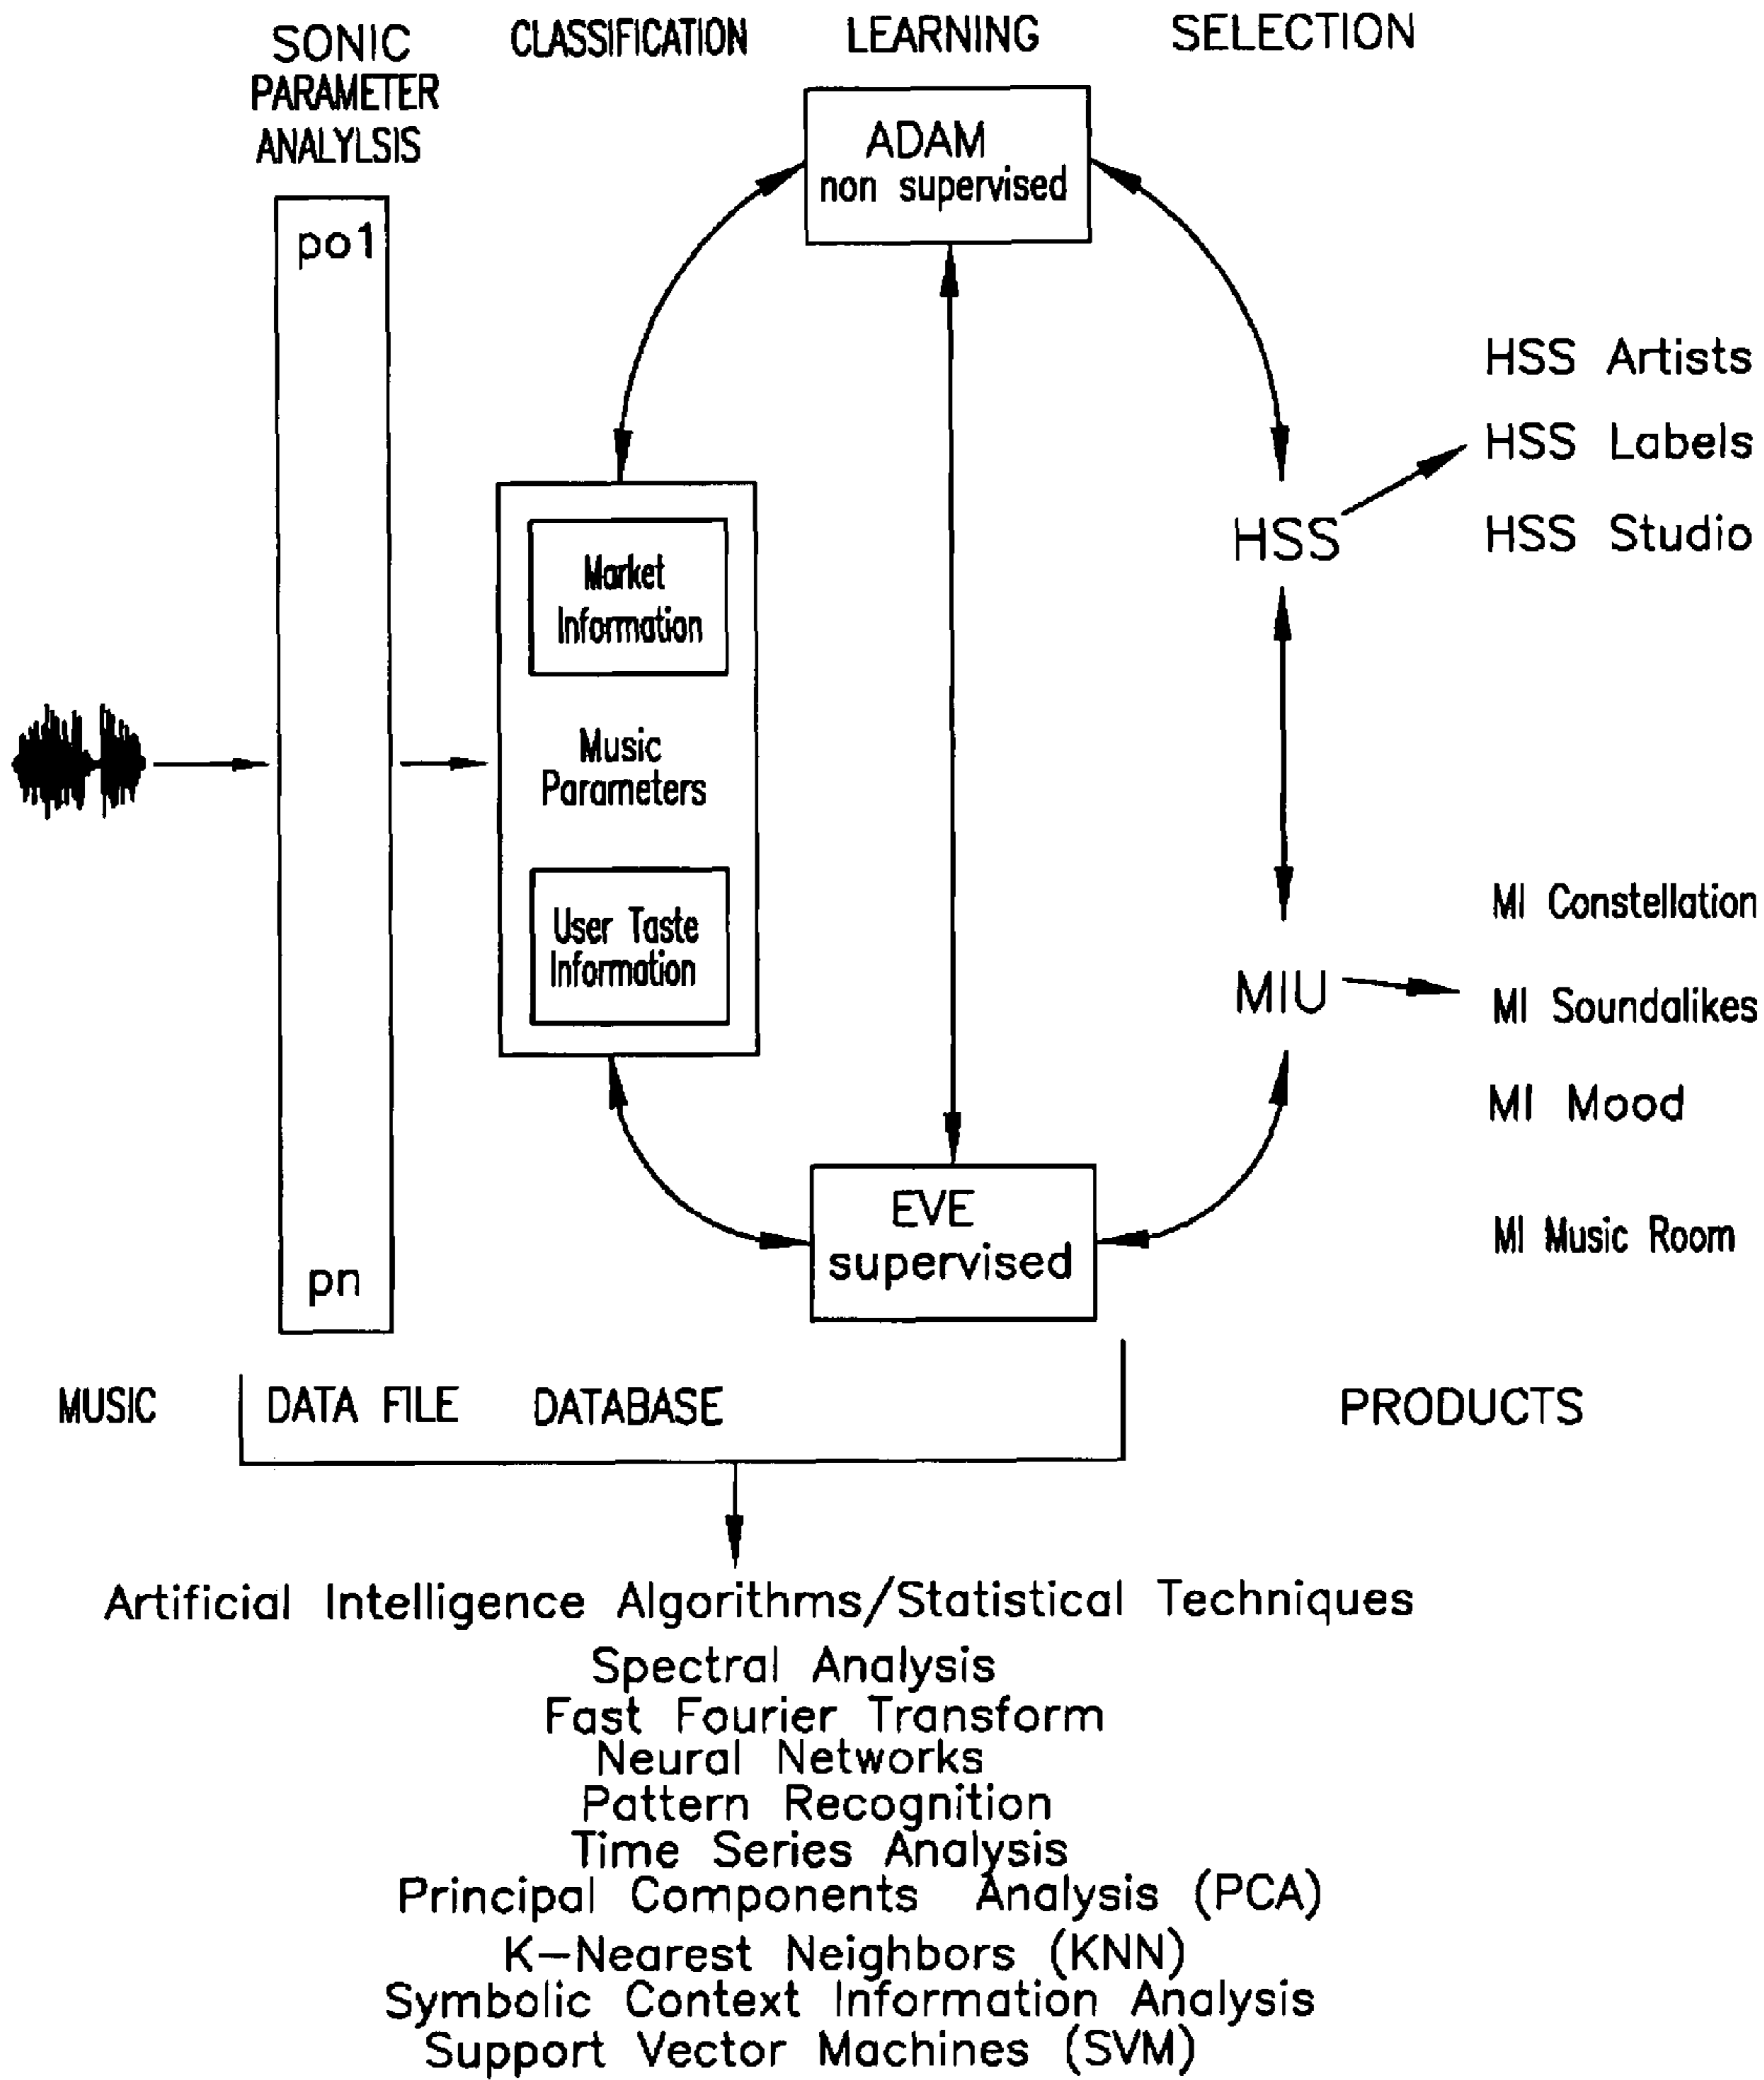 SONIC
PARAMETER
ANALYLSIS
CLASSIFICATION
LEARNING
SELECTION
po1
pn
ADAM
non supervised
Market
Information
Music
Parameters
User Taste
Information
EVE
supervised
HSS
HSS Artists
HSS Labels
HSS Studio
MIU
MI Constellation
MI Soundalikes
MI Mood
MI Music Room
MUSIC
DATA FILE
DATABASE
PRODUCTS
Artificial Intelligence Algorithms/Statistical Techniques
Spectral Analysis
Fast Fourier Transform
Neural Networks
Pattern Recognition
Time Series Analysis
Principal Components Analysis (PCA)
K-Nearest Neighbors (KNN)
Symbolic Context Information Analysis
Support Vector Machines (SVM)